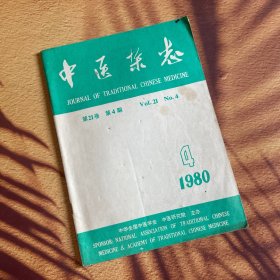 中医杂志
JOURNAL OF TRADITIONAL CHINESE MEDICINE
第21卷 第4期 Vol. 21 No. 4
4
1980
中华全国中医学会 中医研究院 主办
SPONSOR NATIONAL ASSOCIATION OF TRADITIONAL CHINESE
MEDICINE & ACADEMY OF TRADITIONAL CHINESE MEDICINE